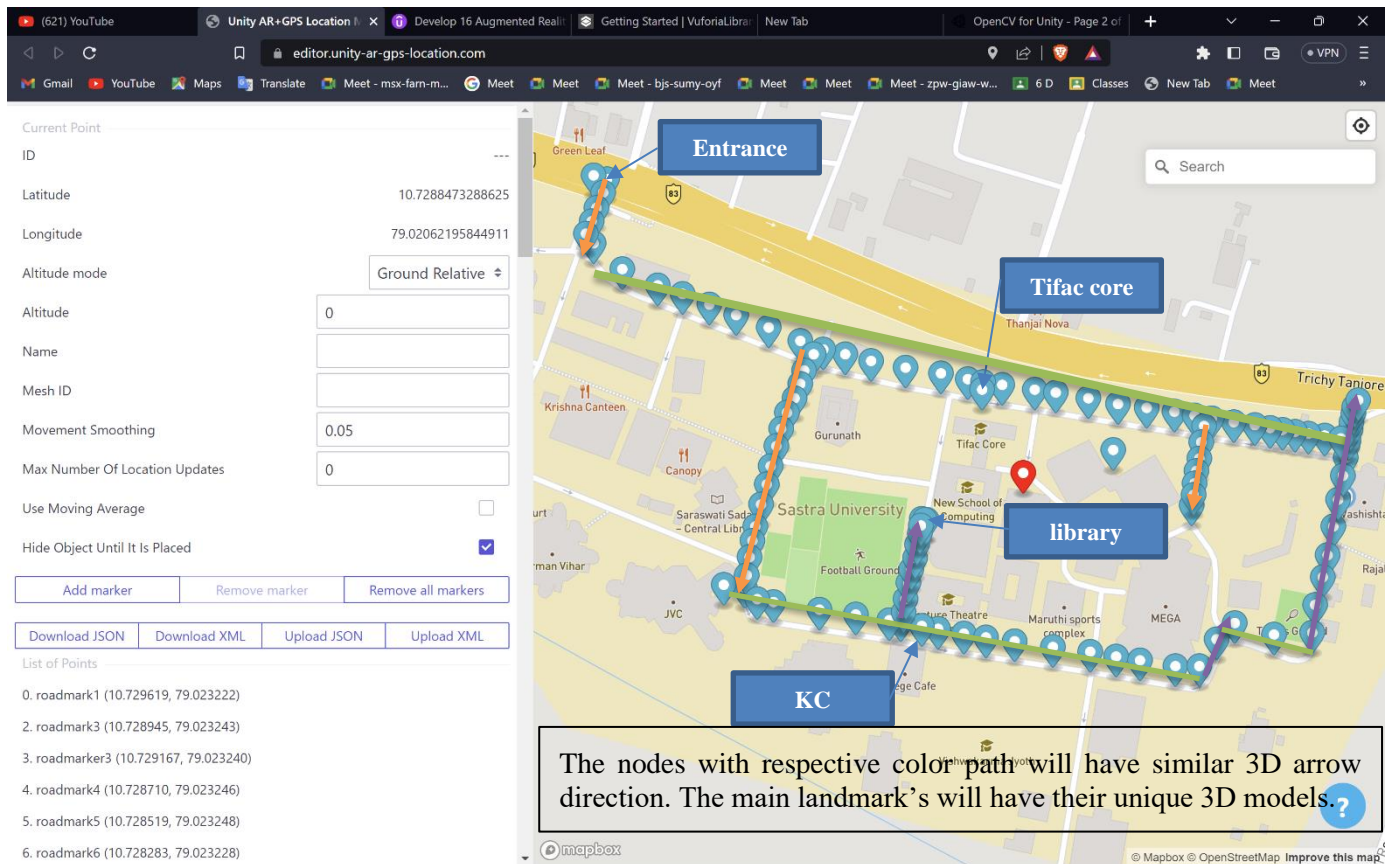 (621) YouTube
Unity AR+GPS Location M
Develop 16 Augmented Realit
Getting Started | VuforiaLibrar
New Tab
OpenCV for Unity - Page 2 of
editor.unity-ar-gps-location.com
VPN
Gmail
YouTube
Maps
Translate
Meet - msx-farn-m...
Meet
Meet
Meet - bjs-sumy-oyf
Meet
Meet
Meet - zpw-giaw-w...
6 D
Classes
New Tab
Meet
»
Current Point
ID ---
Latitude 10.7288473288625
Longitude 79.02062195844911
Altitude mode Ground Relative
Altitude 0
Name
Mesh ID
Movement Smoothing 0.05
Max Number Of Location Updates 0
Use Moving Average
Hide Object Until It Is Placed
Add marker Remove marker Remove all markers
Download JSON Download XML Upload JSON Upload XML
List of Points
0. roadmark1 (10.729619, 79.023222)
2. roadmark3 (10.728945, 79.023243)
3. roadmarker3 (10.729167, 79.023240)
4. roadmark4 (10.728710, 79.023246)
5. roadmark5 (10.728519, 79.023248)
6. roadmark6 (10.728283, 79.023228)
Green Leaf
Entrance
Search
83
Tifac core
Thanjai Nova
83
Trichy Tanjore
Krishna Canteen
Gurunath
Tifac Core
Canopy
Saraswati Sada
– Central Libr
Sastra University
New School of
Computing
library
Football Ground
JVC
Theatre
Maruthi sports
complex
MEGA
KC
Cafe
The nodes with respective color path will have similar 3D arrow
direction. The main landmark's will have their unique 3D models.
?
mapbox
© Mapbox © OpenStreetMap Improve this map